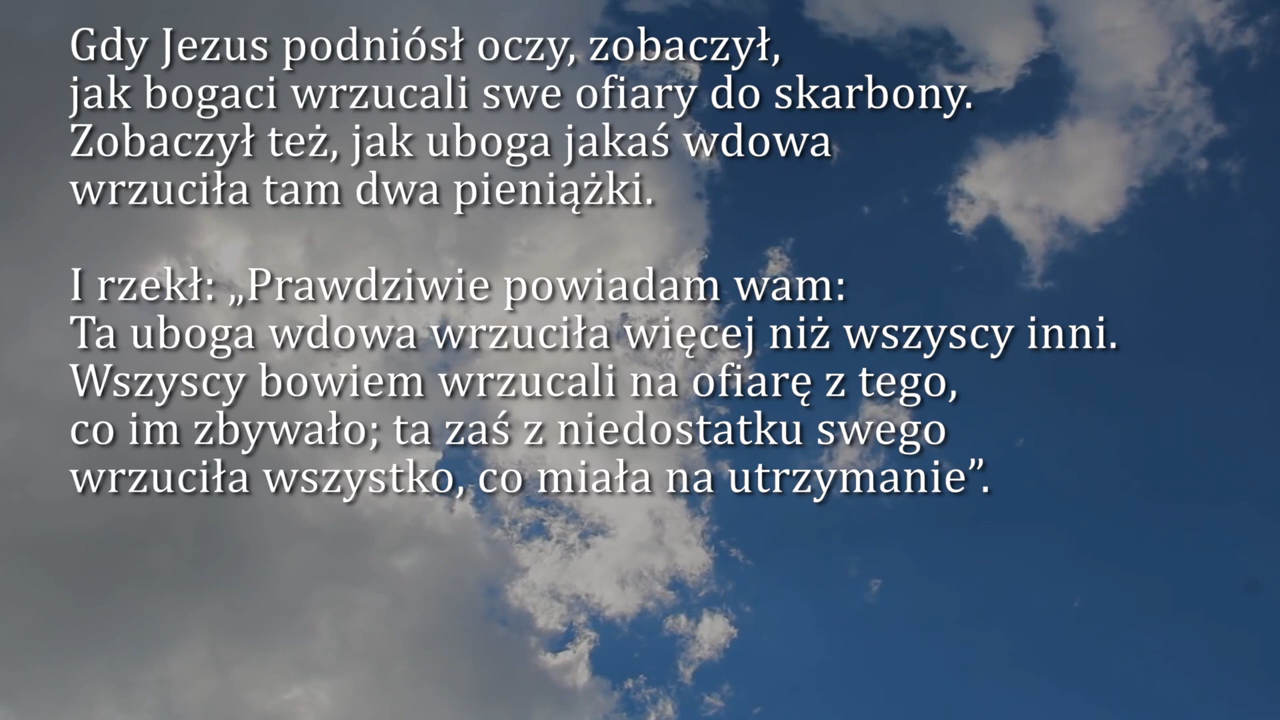 Gdy Jezus podniósł oczy, zobaczył,
jak bogaci wrzucali swe ofiary do skarbony.
Zobaczył też, jak uboga jakaś wdowa
wrzuciła tam dwa pieniążki.
I rzekł: „Prawdziwie powiadam wam:
Ta uboga wdowa wrzuciła więcej niż wszyscy inni.
Wszyscy bowiem wrzucali na ofiarę z tego,
co im zbywało; ta zaś z niedostatku swego
wrzuciła wszystko, co miała na utrzymanie”.